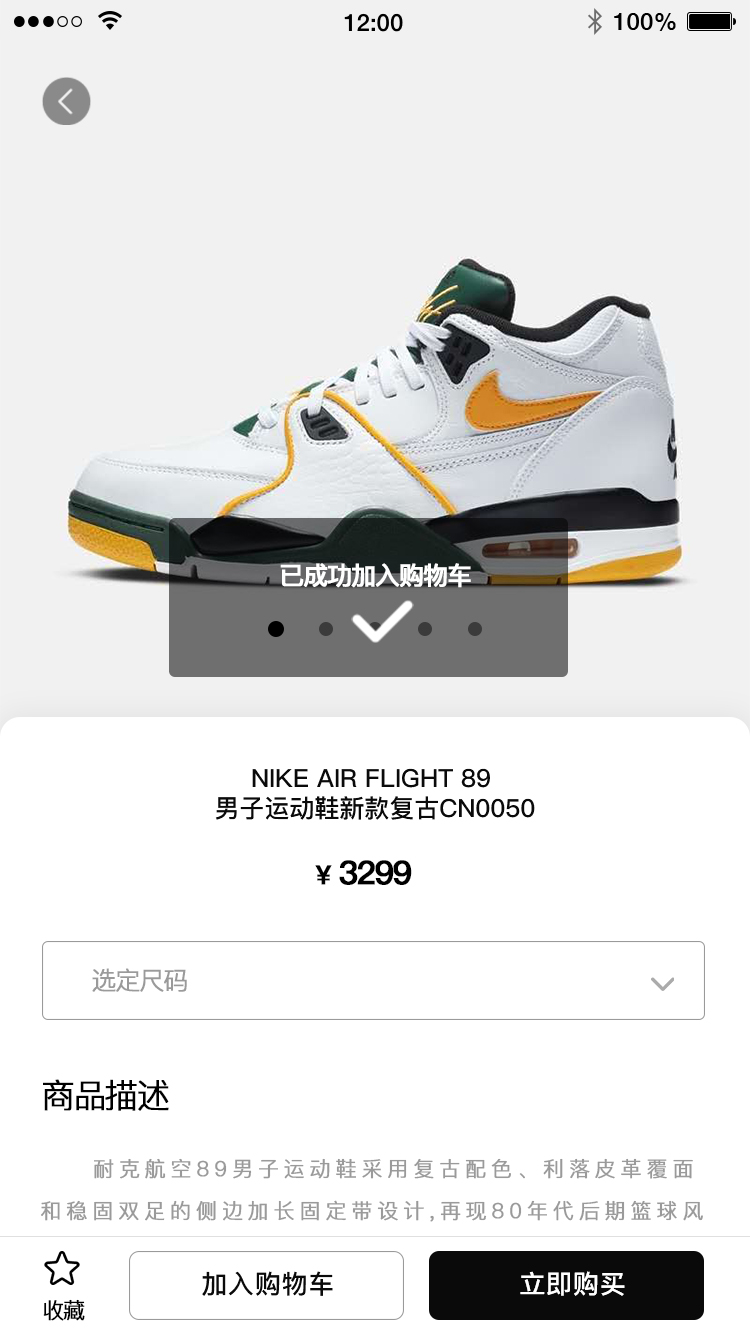 12:00
100%
已成功加入购物车
NIKE AIR FLIGHT 89
男子运动鞋新款复古CN0050
¥ 3299
选定尺码
商品描述
耐克航空89男子运动鞋采用复古配色、利落皮革覆面
和稳固双足的侧边加长固定带设计,再现80年代后期篮球风
收藏
加入购物车
立即购买